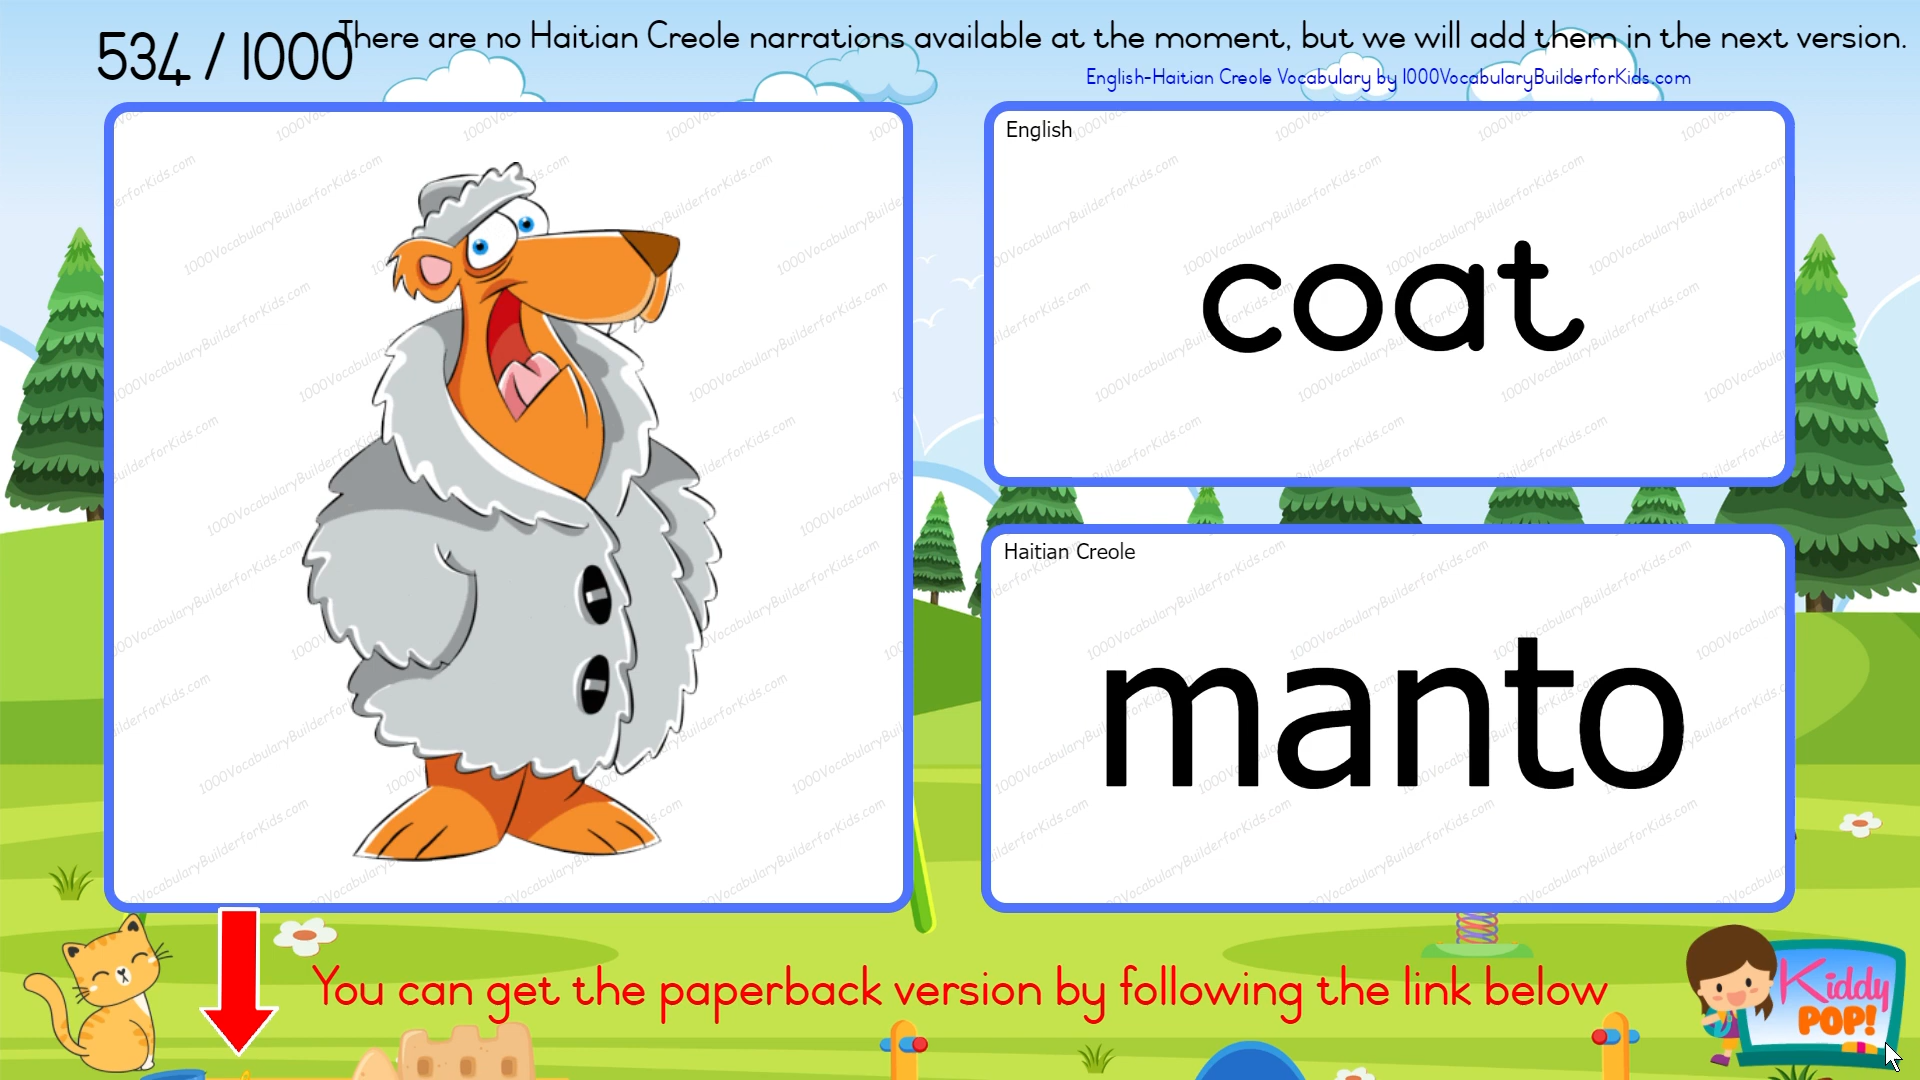 534 / 1000
There are no Haitian Creole narrations available at the moment, but we will add them in the next version.
English-Haitian Creole Vocabulary by 1000VocabularyBuilderforKids.com
English
coat
Haitian Creole
manto
You can get the paperback version by following the link below
Kiddy
POP!
1000VocabularyBuilderforKids.com